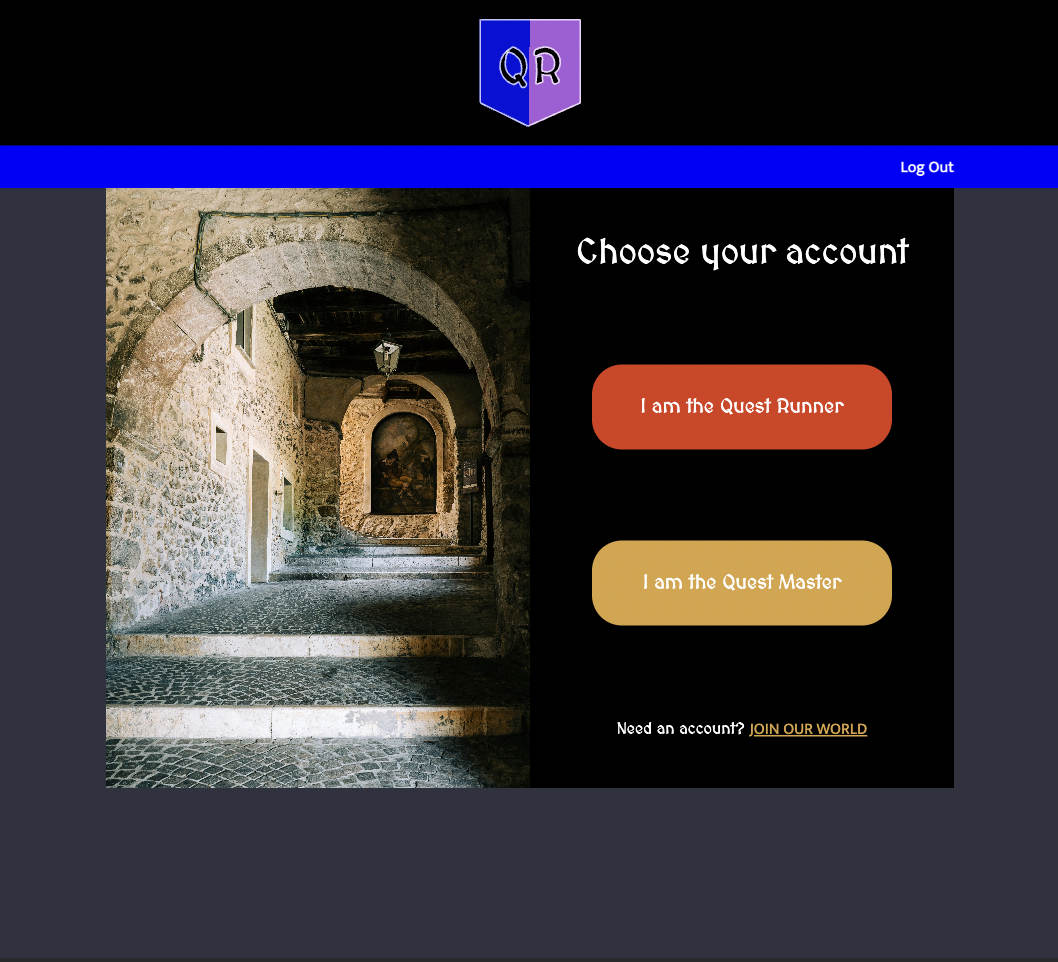 QR
Log Out
Choose your account
I am the Quest Runner
I am the Quest Master
Need an account? JOIN OUR WORLD